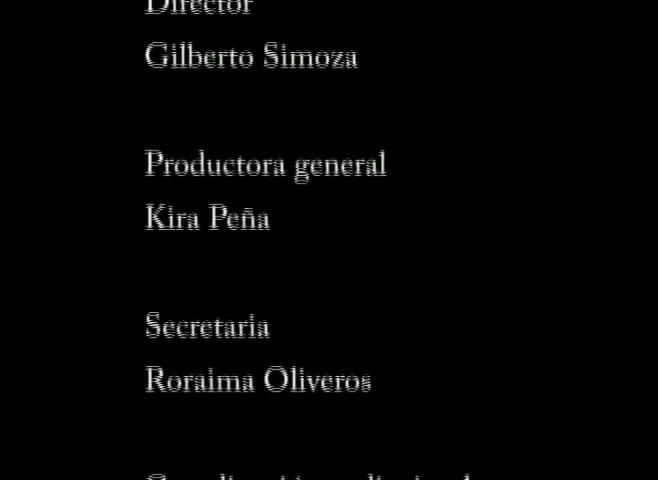 Director
Gilberto Simoza
Productora general
Kira Peña
Secretaria
Roraima Oliveros